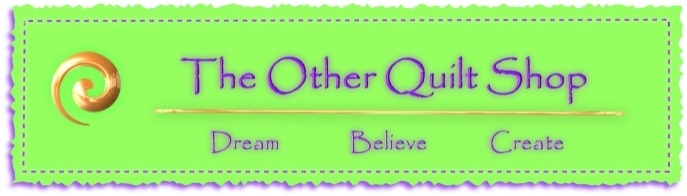 The Other Quilt Shop
Dream Believe Create